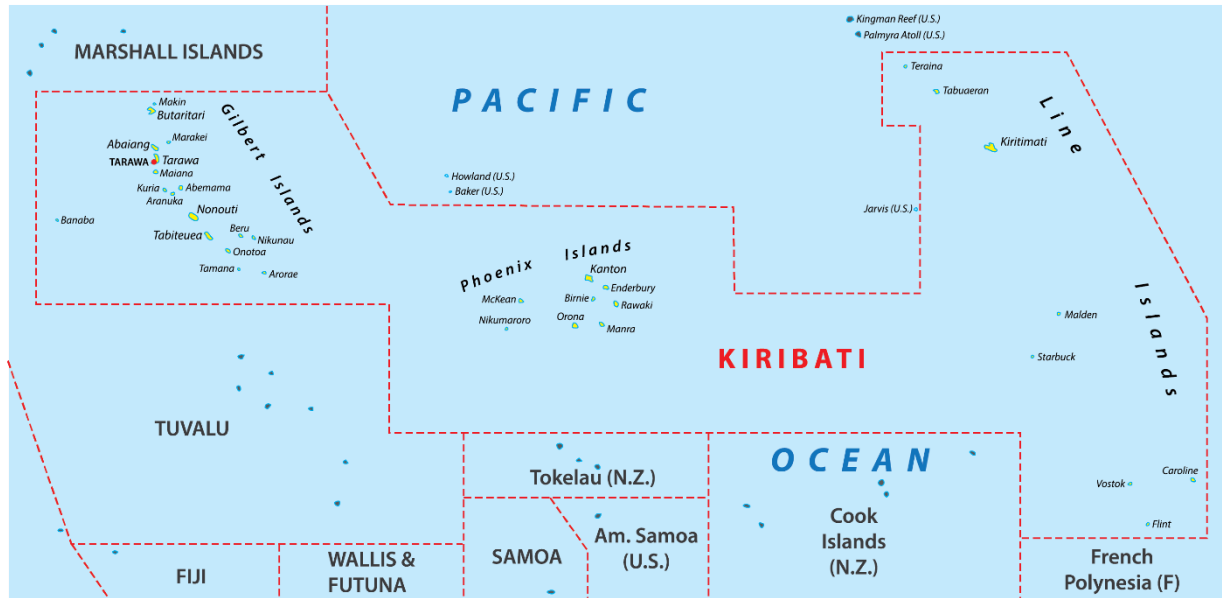 Kingman Reef (U.S.)
Palmyra Atoll (U.S.)
MARSHALL ISLANDS
PACIFIC
Teraina
Tabuaeran
Line
Islands
Kiritimati
Makin
Butaritari
Gilbert Islands
Marakei
Abaiang
TARAWA
Tarawa
Maiana
Kuria
Abemama
Aranuka
Howland (U.S.)
Baker (U.S.)
Nonouti
Banaba
Jarvis (U.S.)
Tabiteuea
Beru
Nikunau
Onotoa
Tamana
Arorae
Phoenix Islands
Kanton
Enderbury
McKean
Birnie
Rawaki
Nikumaroro
Orona
Manra
Malden
Starbuck
KIRIBATI
TUVALU
OCEAN
Tokelau (N.Z.)
Caroline
Vostok
Flint
Cook
Islands
(N.Z.)
Am. Samoa
(U.S.)
SAMOA
WALLIS &
FUTUNA
FIJI
French
Polynesia (F)